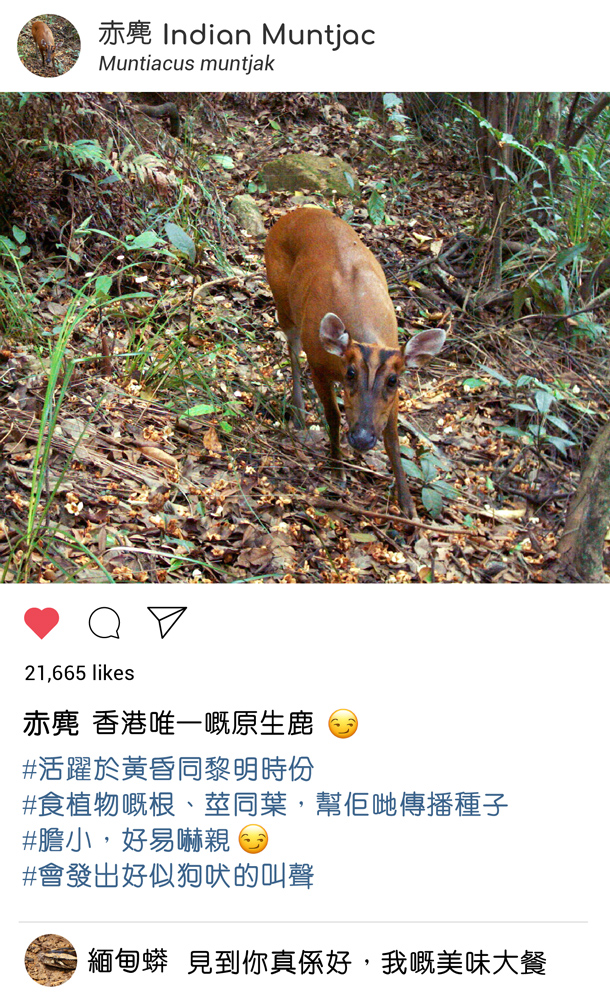 赤麂 Indian Muntjac
Muntiacus muntjak
21,665 likes
赤麂 香港唯一嘅原生鹿 😏
#活躍於黃昏同黎明時份
#食植物嘅根、莖同葉，幫佢哋傳播種子
#膽小，好易嚇親 😏
#會發出好似狗吠的叫聲
緬甸蟒 見到你真係好，我嘅美味大餐